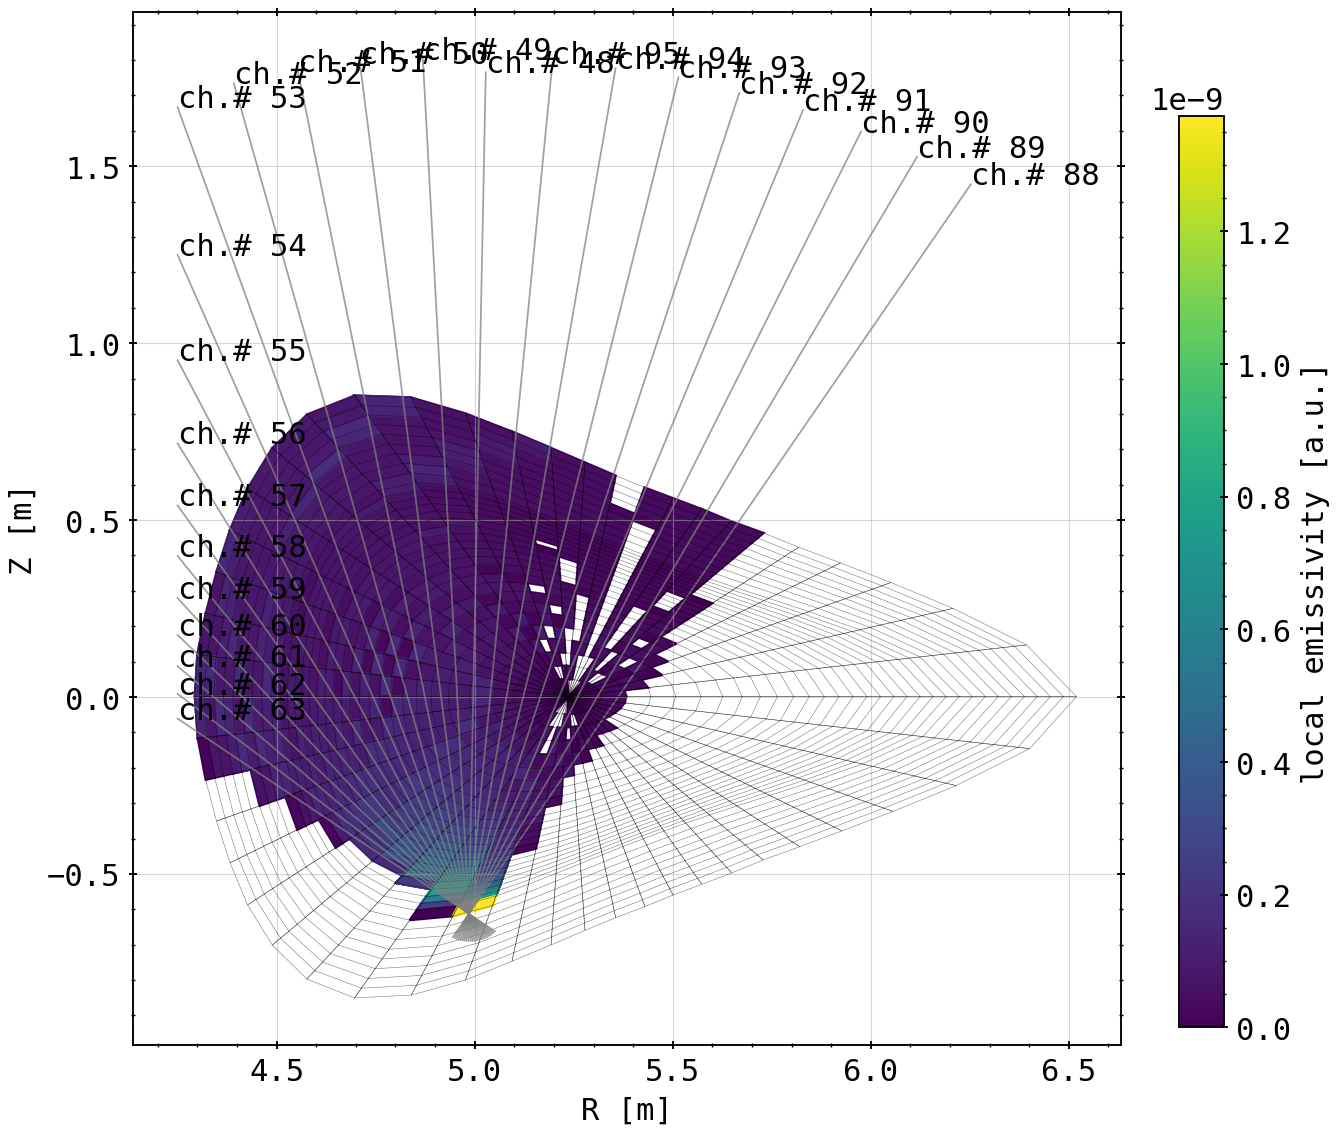 ch.# 49
ch.# 50
ch.# 51
ch.# 52
ch.# 53
ch.# 48
ch.# 95
ch.# 94
ch.# 93
ch.# 92
ch.# 91
ch.# 90
ch.# 89
ch.# 88
ch.# 54
ch.# 55
ch.# 56
ch.# 57
ch.# 58
ch.# 59
ch.# 60
ch.# 61
ch.# 62
ch.# 63
1.5
1.0
0.5
0.0
−0.5
Z [m]
4.5 5.0 5.5 6.0 6.5
R [m]
1e−9
1.2
1.0
0.8
0.6
0.4
0.2
0.0
local emissivity [a.u.]